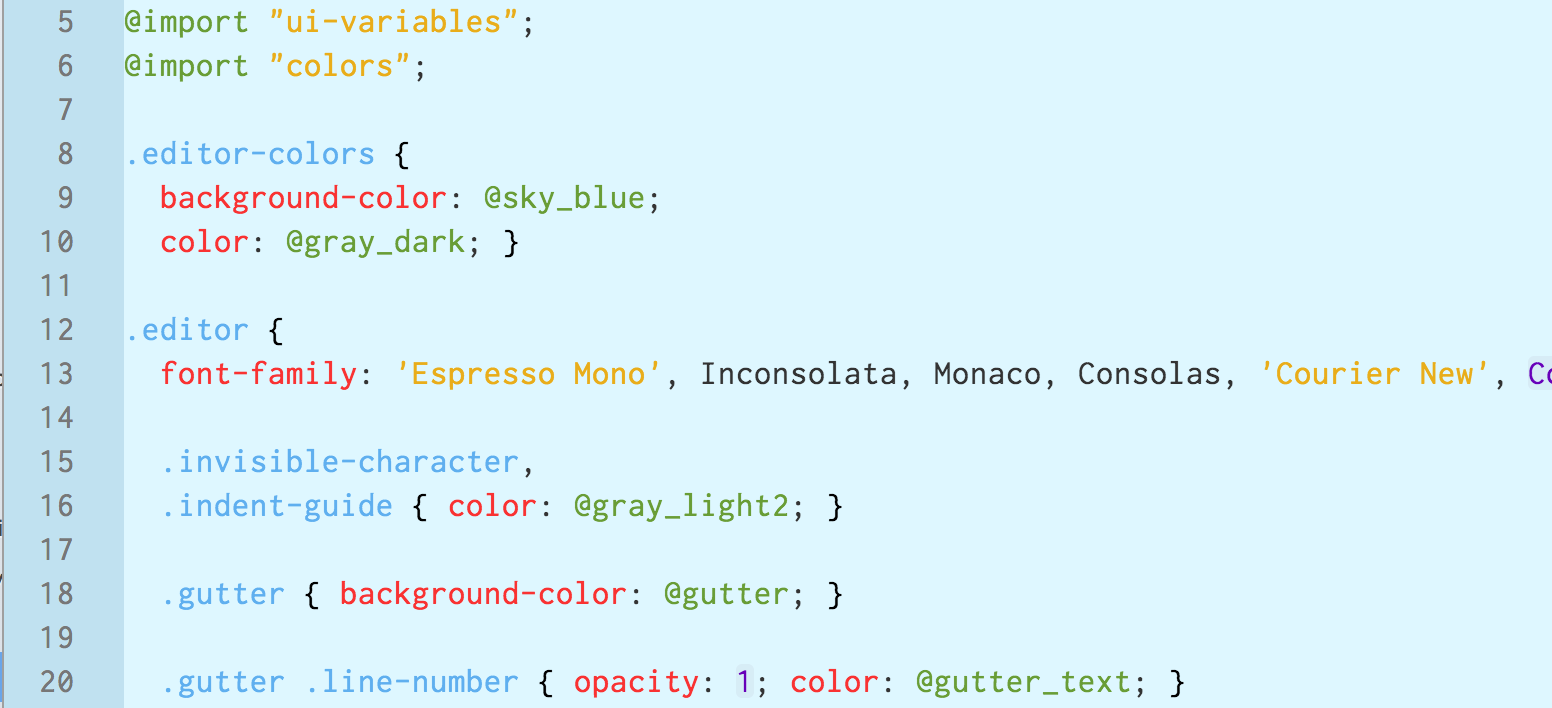 5 @import "ui-variables";
6 @import "colors";
7
8 .editor-colors {
9 background-color: @sky_blue;
10 color: @gray_dark; }
11
12 .editor {
13 font-family: 'Espresso Mono', Inconsolata, Monaco, Consolas, 'Courier New',
14
15 .invisible-character,
16 .indent-guide { color: @gray_light2; }
17
18 .gutter { background-color: @gutter; }
19
20 .gutter .line-number { opacity: 1; color: @gutter_text; }